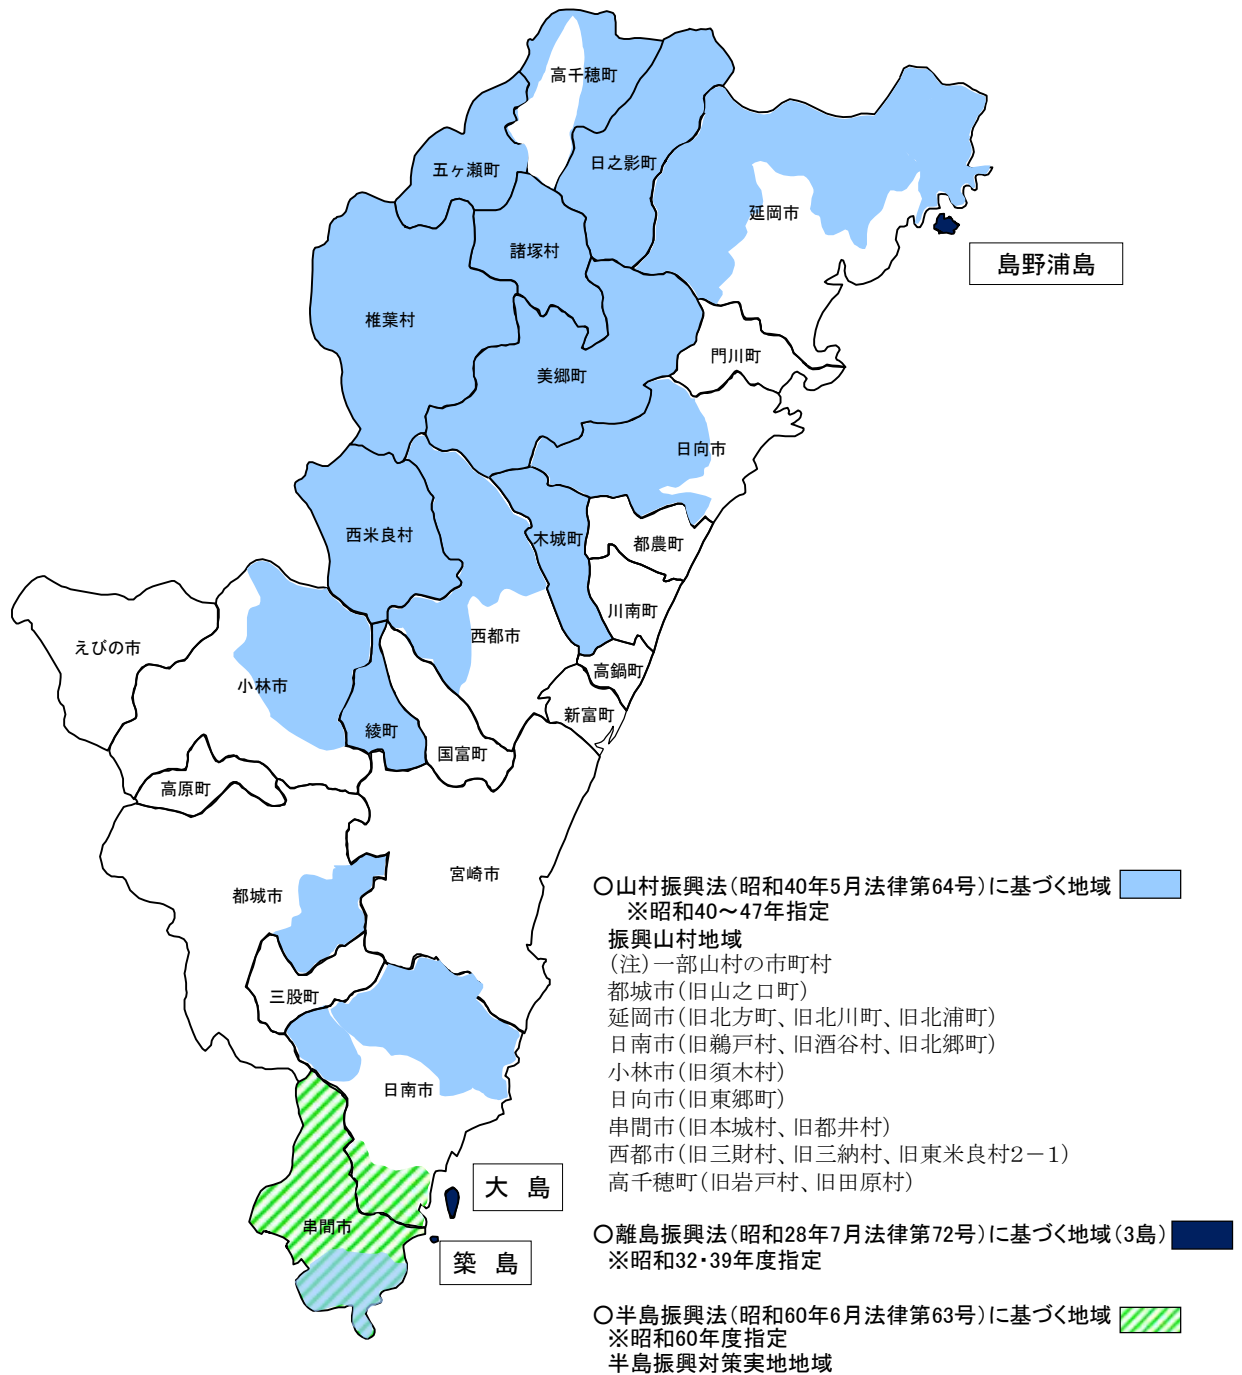 高千穂町
五ヶ瀬町
日之影町
延岡市
諸塚村
島野浦島
椎葉村
門川町
美郷町
日向市
西米良村
木城町
都農町
川南町
西都市
えびの市
高鍋町
小林市
新富町
綾町
国富町
高原町
宮崎市
都城市
三股町
日南市
大 島
串間市
築 島
○山村振興法(昭和40年5月法律第64号)に基づく地域
※昭和40～47年指定
振興山村地域
(注)一部山村の市町村
都城市(旧山之口町)
延岡市(旧北方町、旧北川町、旧北浦町)
日南市(旧鵜戸村、旧酒谷村、旧北郷町)
小林市(旧須木村)
日向市(旧東郷町)
串間市(旧本城村、旧都井村)
西都市(旧三財村、旧三納村、旧東米良村2－1)
高千穂町(旧岩戸村、旧田原村)
○離島振興法(昭和28年7月法律第72号)に基づく地域(3島)
※昭和32・39年度指定
○半島振興法(昭和60年6月法律第63号)に基づく地域
※昭和60年度指定
半島振興対策実地地域